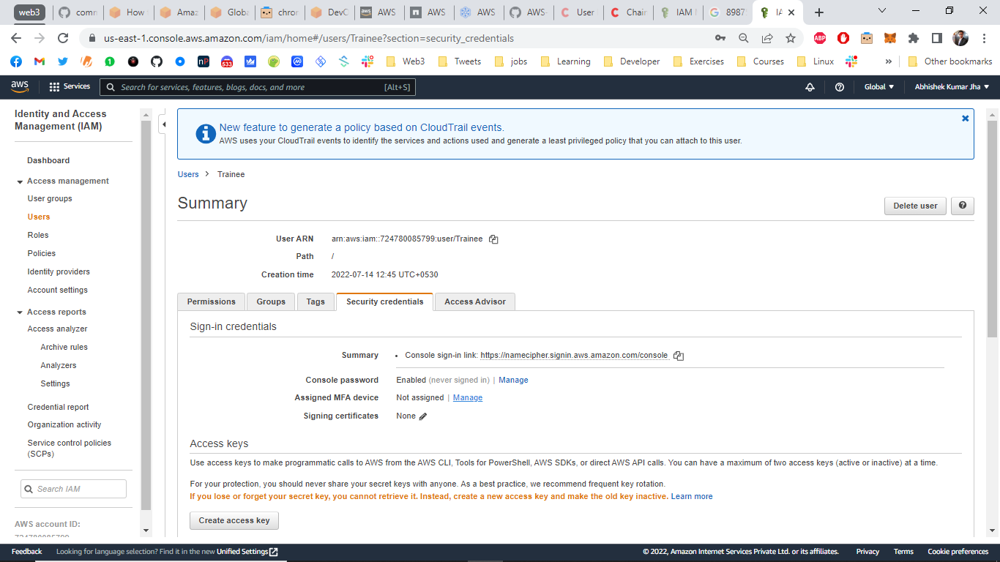 web3 comn How Amaz Globa chror DevC AWS AWS AWS AWS- User Chair IAM I 8987 IA
us-east-1.console.aws.amazon.com/iam/home#/users/Trainee?section=security_credentials
ABP
1 nP 533 Web3 Tweets jobs Learning Developer Exercises Courses Linux » Other bookmarks
aws Services Search for services, features, blogs, docs, and more [Alt+S] Global Abhishek Kumar Jha
Identity and Access
Management (IAM)
Dashboard
Access management
User groups
Users
Roles
Policies
Identity providers
Account settings
Access reports
Access analyzer
Archive rules
Analyzers
Settings
Credential report
Organization activity
Service control policies
(SCPs)
Search IAM
AWS account ID:
724780085799
New feature to generate a policy based on CloudTrail events.
AWS uses your CloudTrail events to identify the services and actions used and generate a least privileged policy that you can attach to this user.
Users > Trainee
Summary
Delete user
User ARN arn:aws:iam::724780085799:user/Trainee
Path /
Creation time 2022-07-14 12:45 UTC+0530
Permissions Groups Tags Security credentials Access Advisor
Sign-in credentials
Summary • Console sign-in link: https://namecipher.signin.aws.amazon.com/console
Console password Enabled (never signed in) | Manage
Assigned MFA device Not assigned | Manage
Signing certificates None
Access keys
Use access keys to make programmatic calls to AWS from the AWS CLI, Tools for PowerShell, AWS SDKs, or direct AWS API calls. You can have a maximum of two access keys (active or inactive) at a time.
For your protection, you should never share your secret keys with anyone. As a best practice, we recommend frequent key rotation.
If you lose or forget your secret key, you cannot retrieve it. Instead, create a new access key and make the old key inactive. Learn more
Create access key
Feedback Looking for language selection? Find it in the new Unified Settings © 2022, Amazon Internet Services Private Ltd. or its affiliates. Privacy Terms Cookie preferences